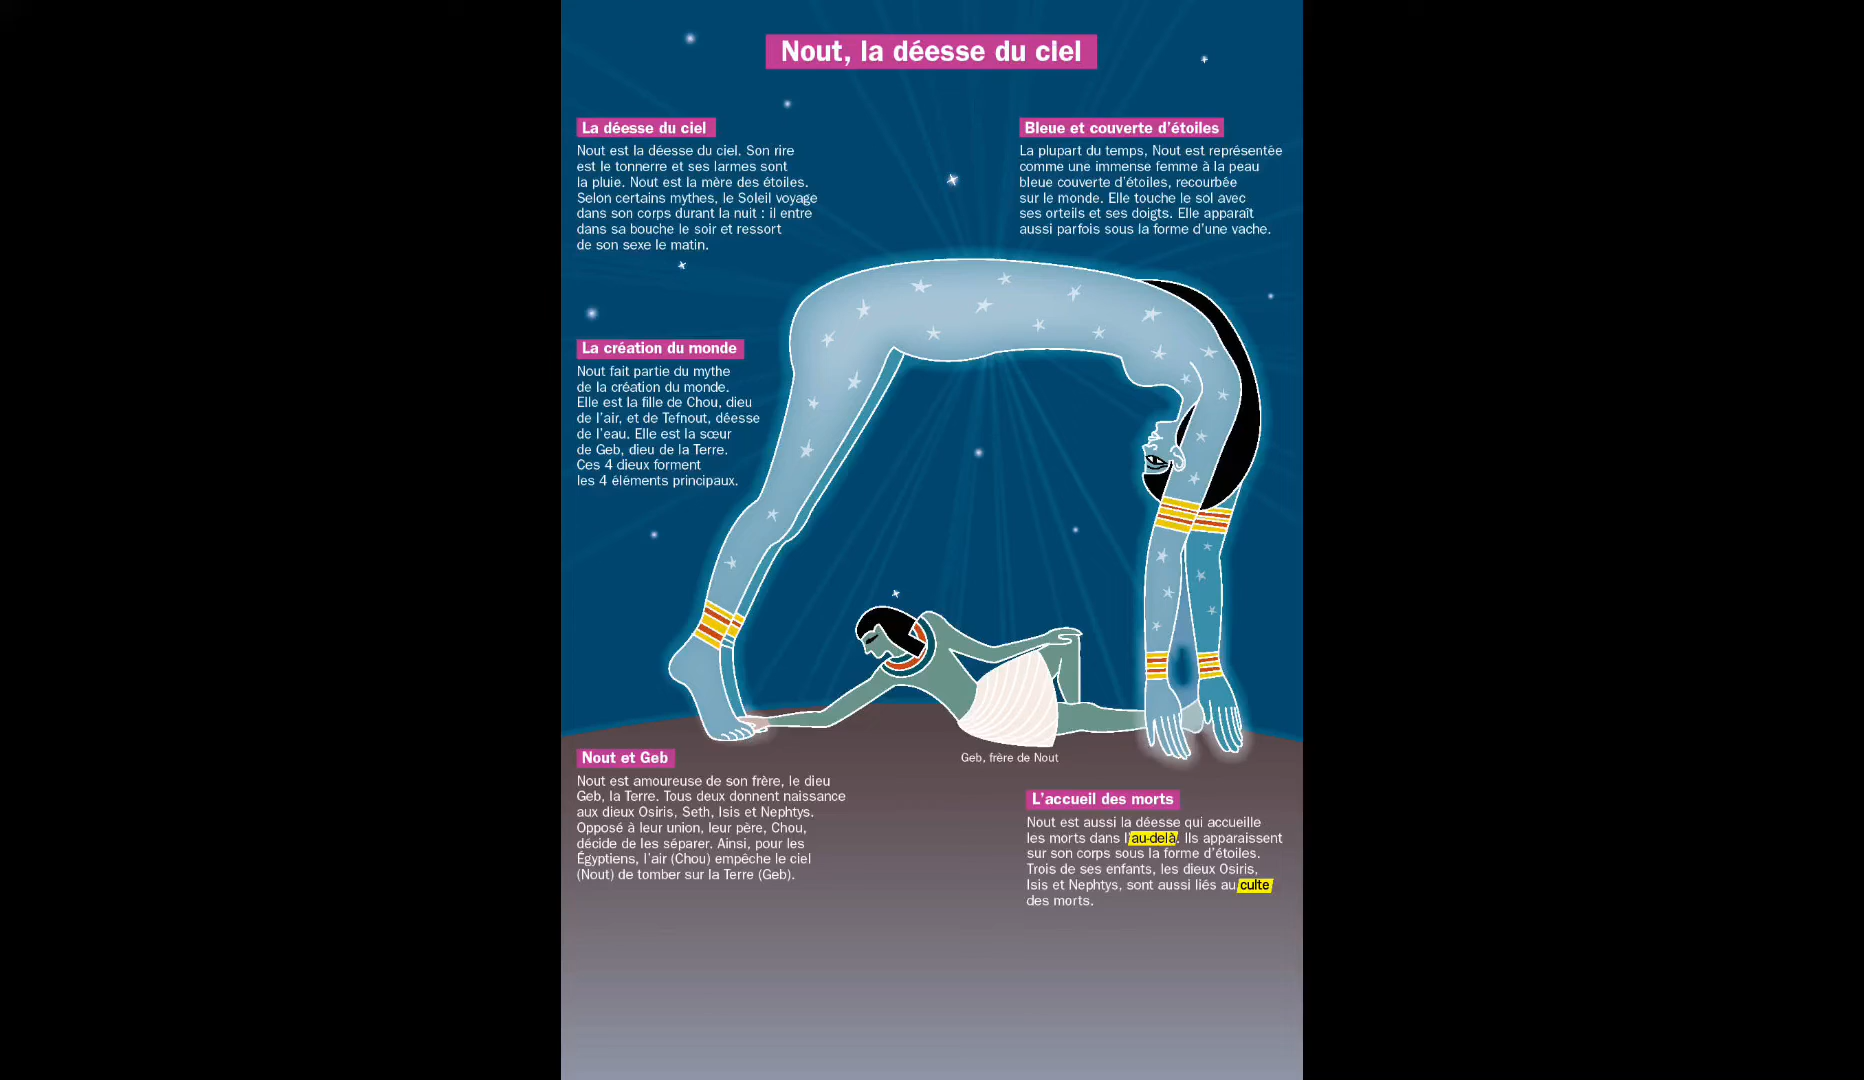 Nout, la déesse du ciel
La déesse du ciel
Nout est la déesse du ciel. Son rire
est le tonnerre et ses larmes sont
la pluie. Nout est la mère des étoiles.
Selon certains mythes, le Soleil voyage
dans son corps durant la nuit : il entre
dans sa bouche le soir et ressort
de son sexe le matin.
Bleue et couverte d'étoiles
La plupart du temps, Nout est représentée
comme une immense femme à la peau
bleue couverte d'étoiles, recourbée
sur le monde. Elle touche le sol avec
ses orteils et ses doigts. Elle apparaît
aussi parfois sous la forme d'une vache.
La création du monde
Nout fait partie du mythe
de la création du monde.
Elle est la fille de Chou, dieu
de l'air, et de Tefnout, déesse
de l'eau. Elle est la sœur
de Geb, dieu de la Terre.
Ces 4 dieux forment
les 4 éléments principaux.
Nout et Geb
Nout est amoureuse de son frère, le dieu
Geb, la Terre. Tous deux donnent naissance
aux dieux Osiris, Seth, Isis et Nephtys.
Opposé à leur union, leur père, Chou,
décide de les séparer. Ainsi, pour les
Égyptiens, l'air (Chou) empêche le ciel
(Nout) de tomber sur la Terre (Geb).
Geb, frère de Nout
L'accueil des morts
Nout est aussi la déesse qui accueille
les morts dans l'au-delà. Ils apparaissent
sur son corps sous la forme d'étoiles.
Trois de ses enfants, les dieux Osiris,
Isis et Nephtys, sont aussi liés au culte
des morts.